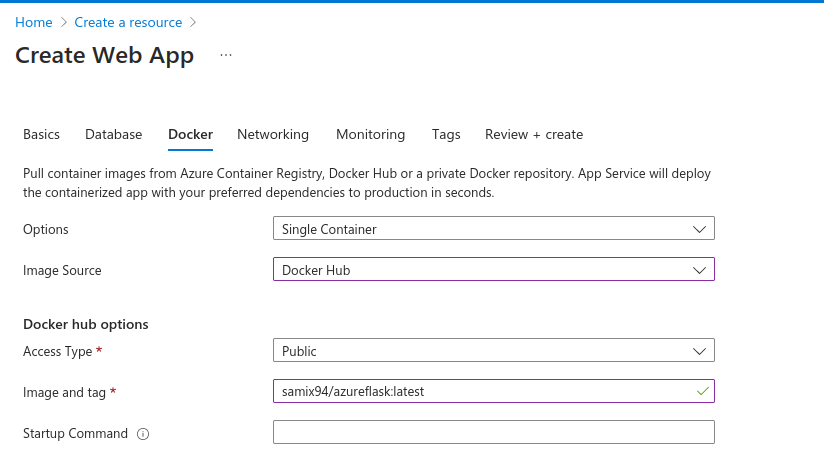 Home > Create a resource >
Create Web App ...
Basics Database Docker Networking Monitoring Tags Review + create
Pull container images from Azure Container Registry, Docker Hub or a private Docker repository. App Service will deploy
the containerized app with your preferred dependencies to production in seconds.
Options Single Container
Image Source Docker Hub
Docker hub options
Access Type * Public
Image and tag * samix94/azureflask:latest
Startup Command